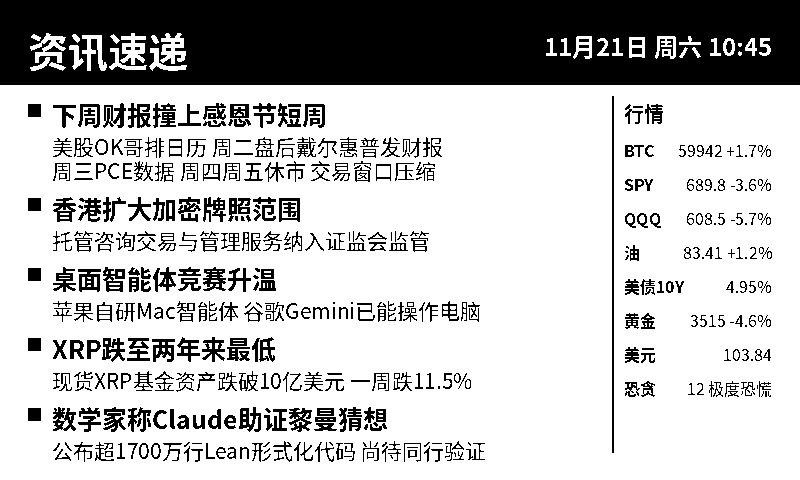 资讯速递
11月21日 周六 10:45
下周财报撞上感恩节短周
美股OK哥排日历 周二盘后戴尔惠普发财报
周三PCE数据 周四周五休市 交易窗口压缩
香港扩大加密牌照范围
托管咨询交易与管理服务纳入证监会监管
桌面智能体竞赛升温
苹果自研Mac智能体 谷歌Gemini已能操作电脑
XRP跌至两年来最低
现货XRP基金资产跌破10亿美元 一周跌11.5%
数学家称Claude助证黎曼猜想
公布超1700万行Lean形式化代码 尚待同行验证
行情
BTC 59942 +1.7%
SPY 689.8 -3.6%
QQQ 608.5 -5.7%
油 83.41 +1.2%
美债10Y 4.95%
黄金 3515 -4.6%
美元 103.84
恐贪 12 极度恐慌